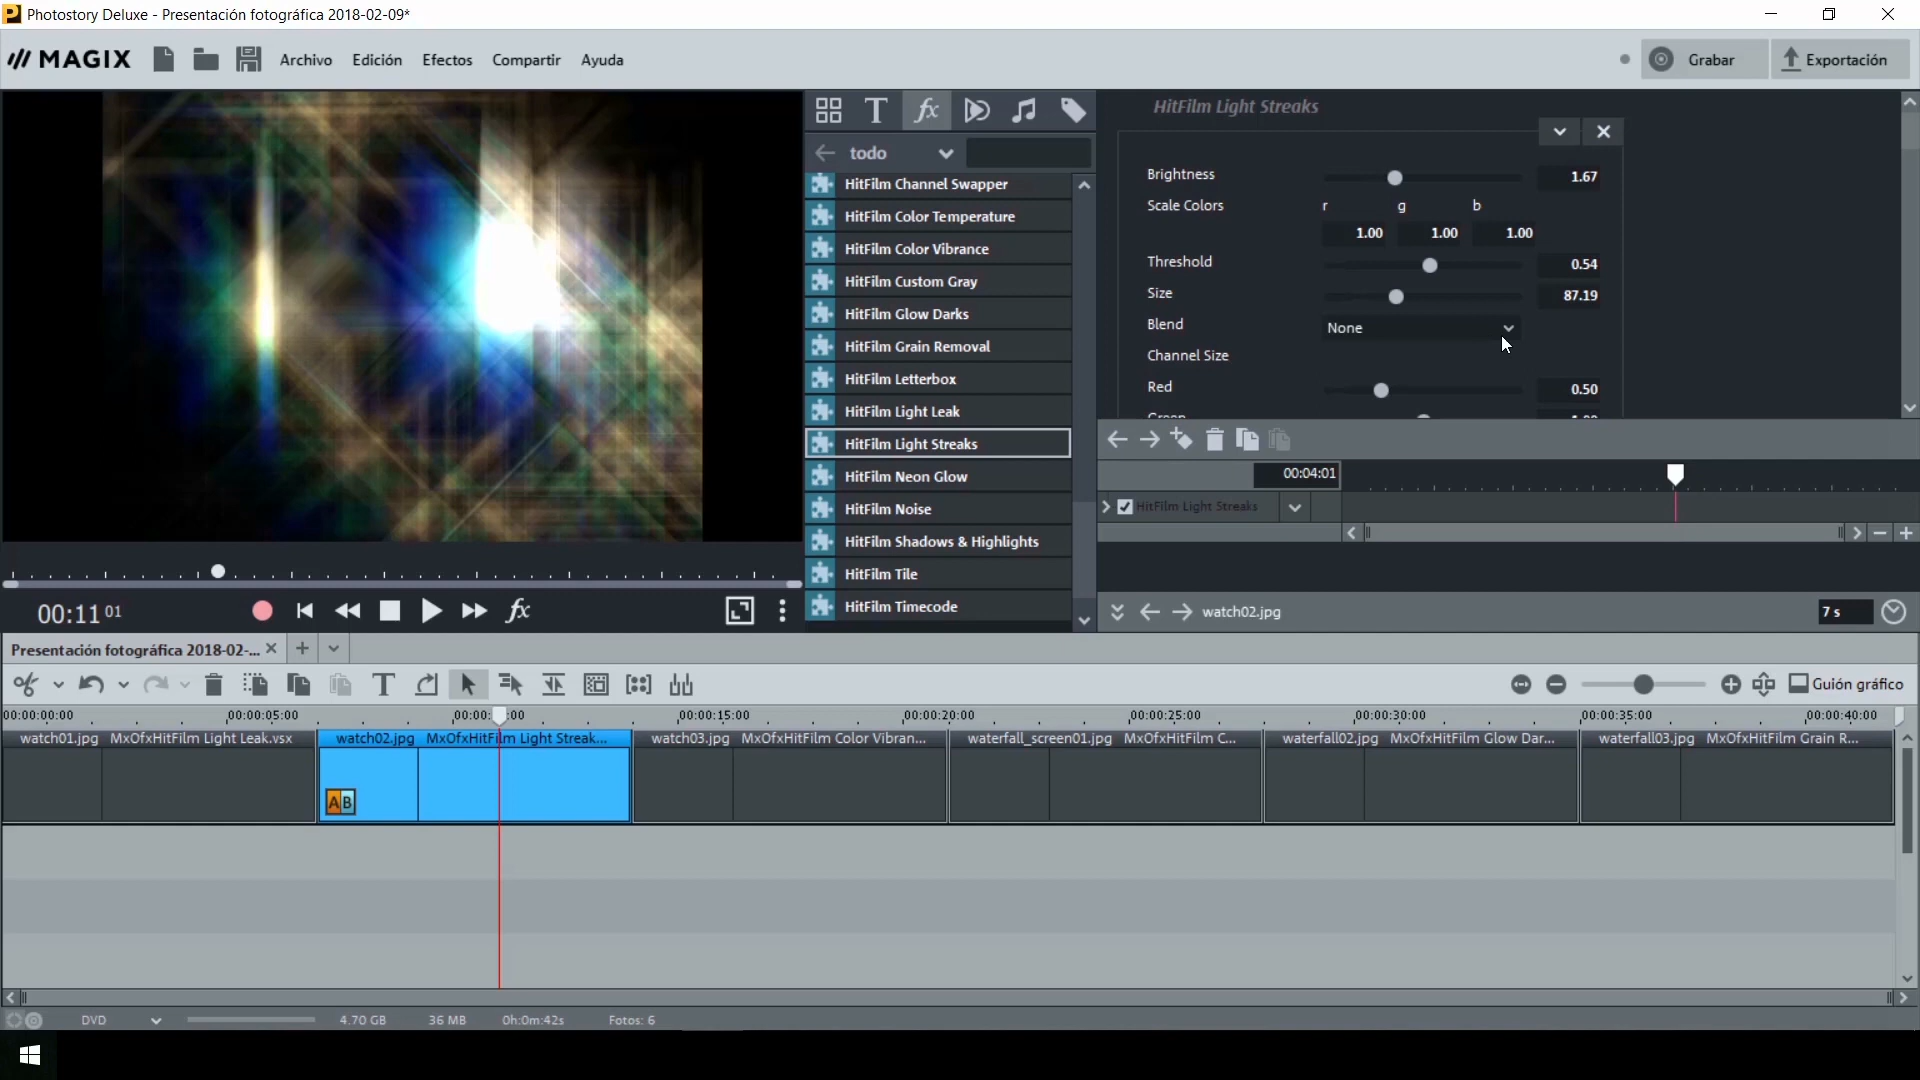 Photostory Deluxe - Presentación fotográfica 2018-02-09*
MAGIX
Archivo Edición Efectos Compartir Ayuda
Grabar
Exportación
todo
HitFilm Channel Swapper
HitFilm Color Temperature
HitFilm Color Vibrance
HitFilm Custom Gray
HitFilm Glow Darks
HitFilm Grain Removal
HitFilm Letterbox
HitFilm Light Leak
HitFilm Light Streaks
HitFilm Neon Glow
HitFilm Noise
HitFilm Shadows & Highlights
HitFilm Tile
HitFilm Timecode
HitFilm Light Streaks
Brightness 1.67
Scale Colors r g b
1.00 1.00 1.00
Threshold 0.54
Size 87.19
Blend None
Channel Size
Red 0.50
00:04:01
HitFilm Light Streaks
00:11 01
watch02.jpg
7 s
Presentación fotográfica 2018-02-...
Guión gráfico
00:00:00:00 00:00:05:00 00:00: :00 00:00:15:00 00:00:20:00 00:00:25:00 00:00:30:00 00:00:35:00 00:00:40:00
watch01.jpg MxOfxHitFilm Light Leak.vsx
watch02.jpg MxOfxHitFilm Light Streak...
watch03.jpg MxOfxHitFilm Color Vibran...
waterfall_screen01.jpg MxOfxHitFilm C...
waterfall02.jpg MxOfxHitFilm Glow Dar...
waterfall03.jpg MxOfxHitFilm Grain R...
AB
DVD 4.70 GB 36 MB 0h:0m:42s Fotos: 6